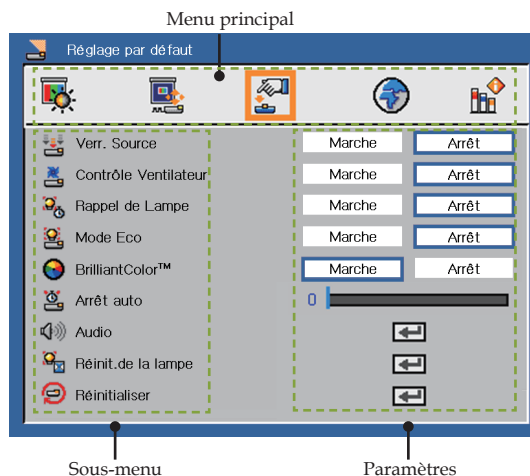 Menu principal
Réglage par défaut
Verr. Source Marche Arrêt
Contrôle Ventilateur Marche Arrêt
Rappel de Lampe Marche Arrêt
Mode Eco Marche Arrêt
BrilliantColor™ Marche Arrêt
Arrêt auto 0
Audio
Réinit.de la lampe
Réinitialiser
Sous-menu Paramètres